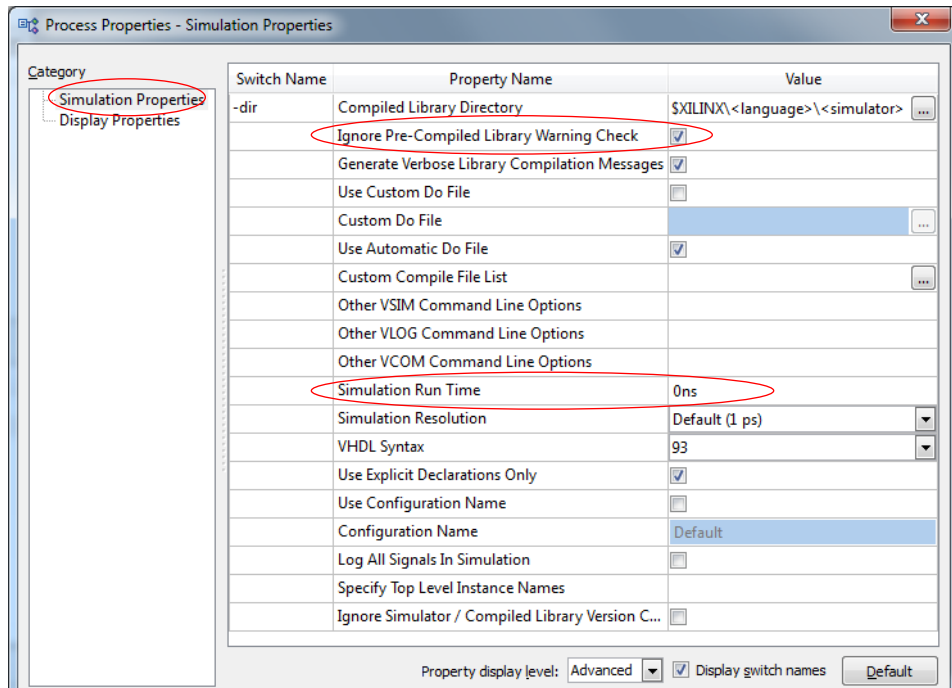 Process Properties - Simulation Properties
Category
Simulation Properties
Display Properties
Switch Name Property Name Value
-dir Compiled Library Directory $XILINX\<language>\<simulator> ...
Ignore Pre-Compiled Library Warning Check
Generate Verbose Library Compilation Messages
Use Custom Do File
Custom Do File ...
Use Automatic Do File
Custom Compile File List ...
Other VSIM Command Line Options
Other VLOG Command Line Options
Other VCOM Command Line Options
Simulation Run Time 0ns
Simulation Resolution Default (1 ps)
VHDL Syntax 93
Use Explicit Declarations Only
Use Configuration Name
Configuration Name Default
Log All Signals In Simulation
Specify Top Level Instance Names
Ignore Simulator / Compiled Library Version C...
Property display level: Advanced Display switch names Default